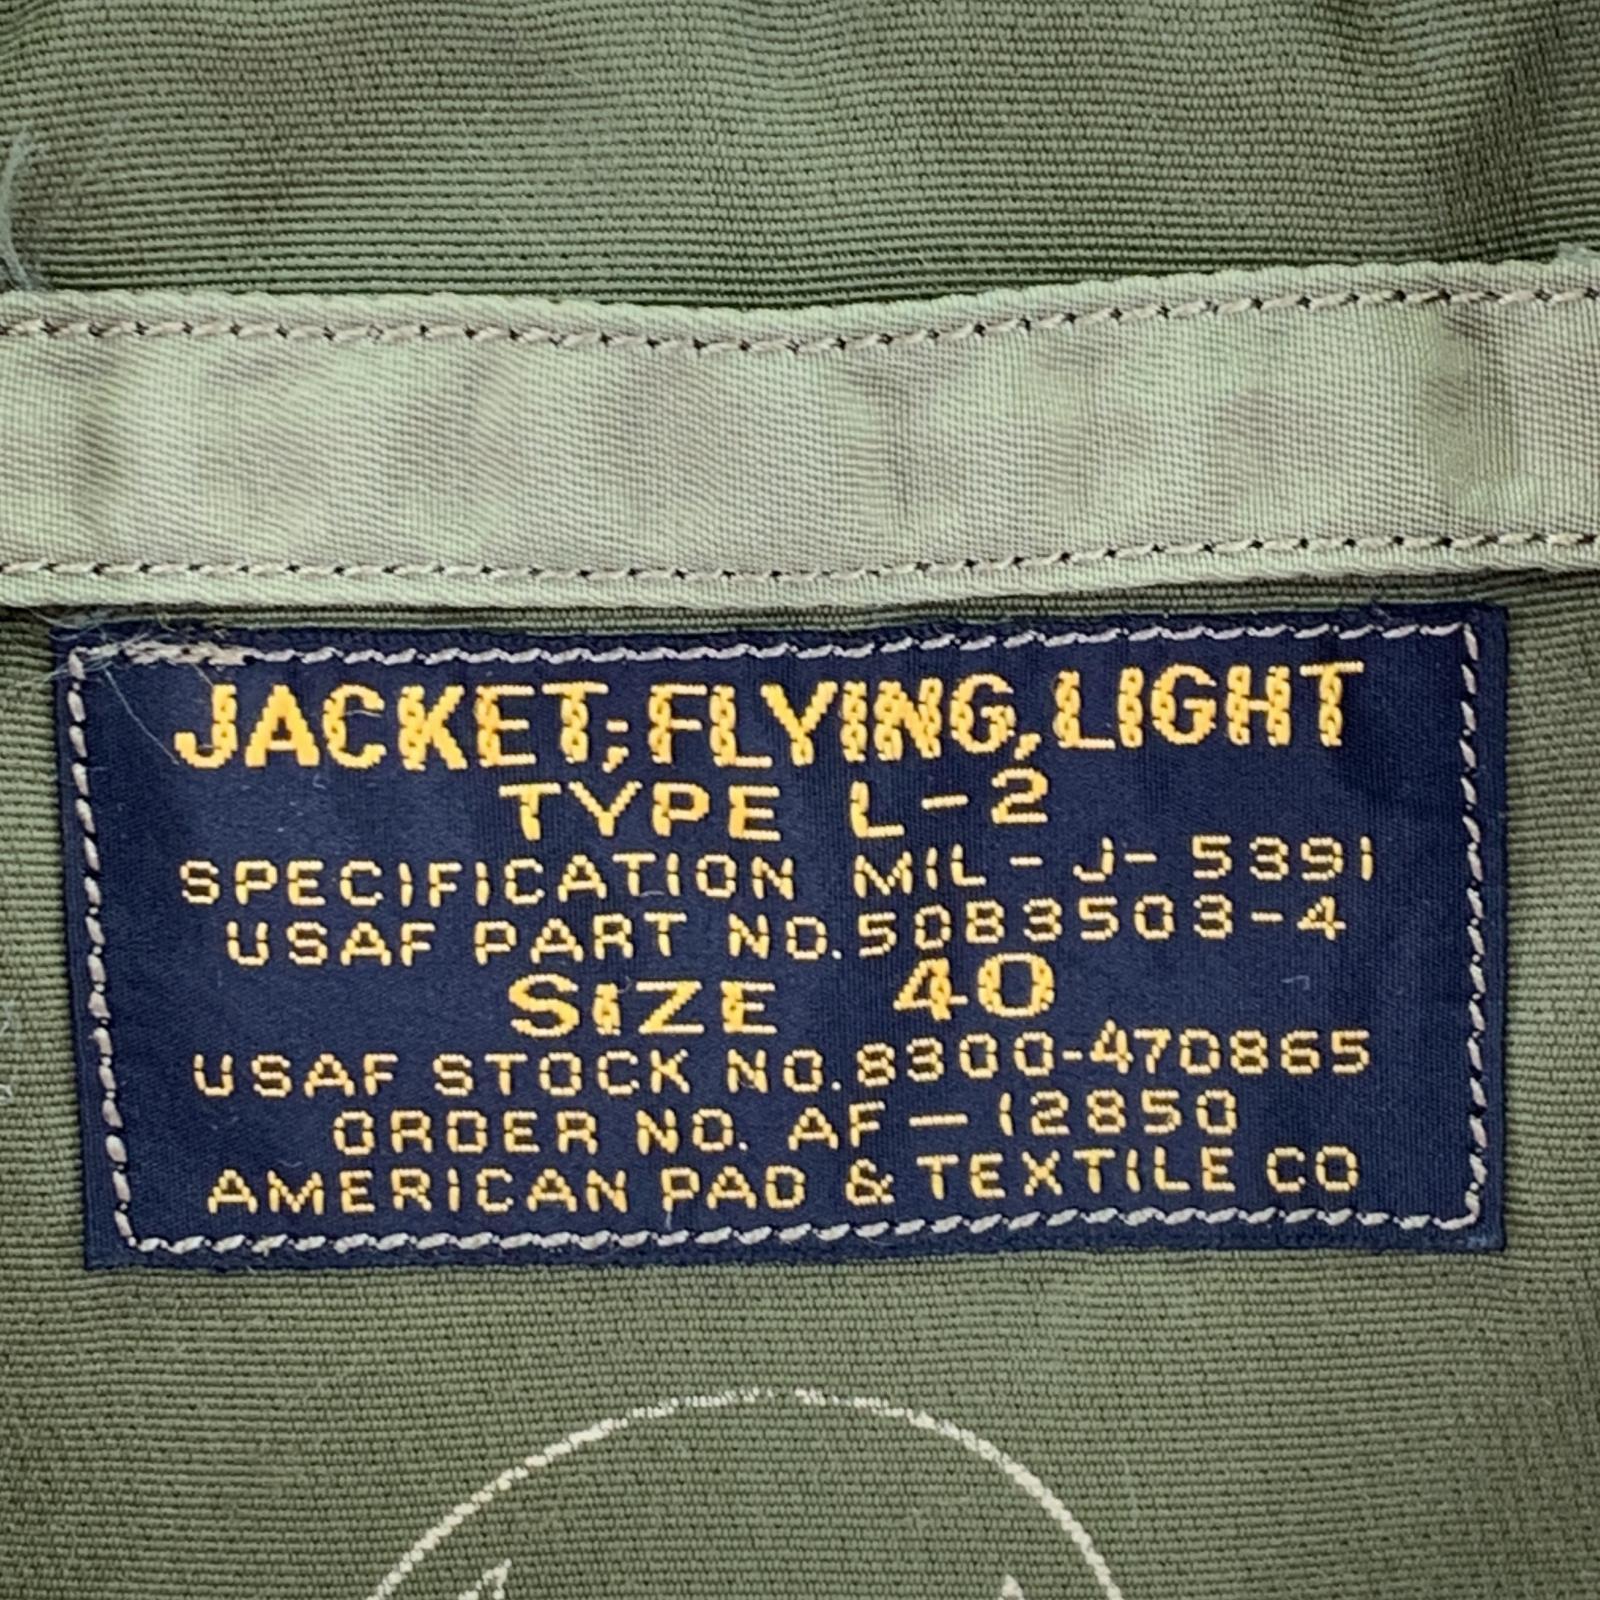 JACKET;FLYING,LIGHT
TYPE L-2
SPECIFICATION MIL-J-5391
USAF PART NO.5083503-4
SIZE 40
USAF STOCK NO.8300-470865
ORDER NO. AF-12850
AMERICAN PAD & TEXTILE CO